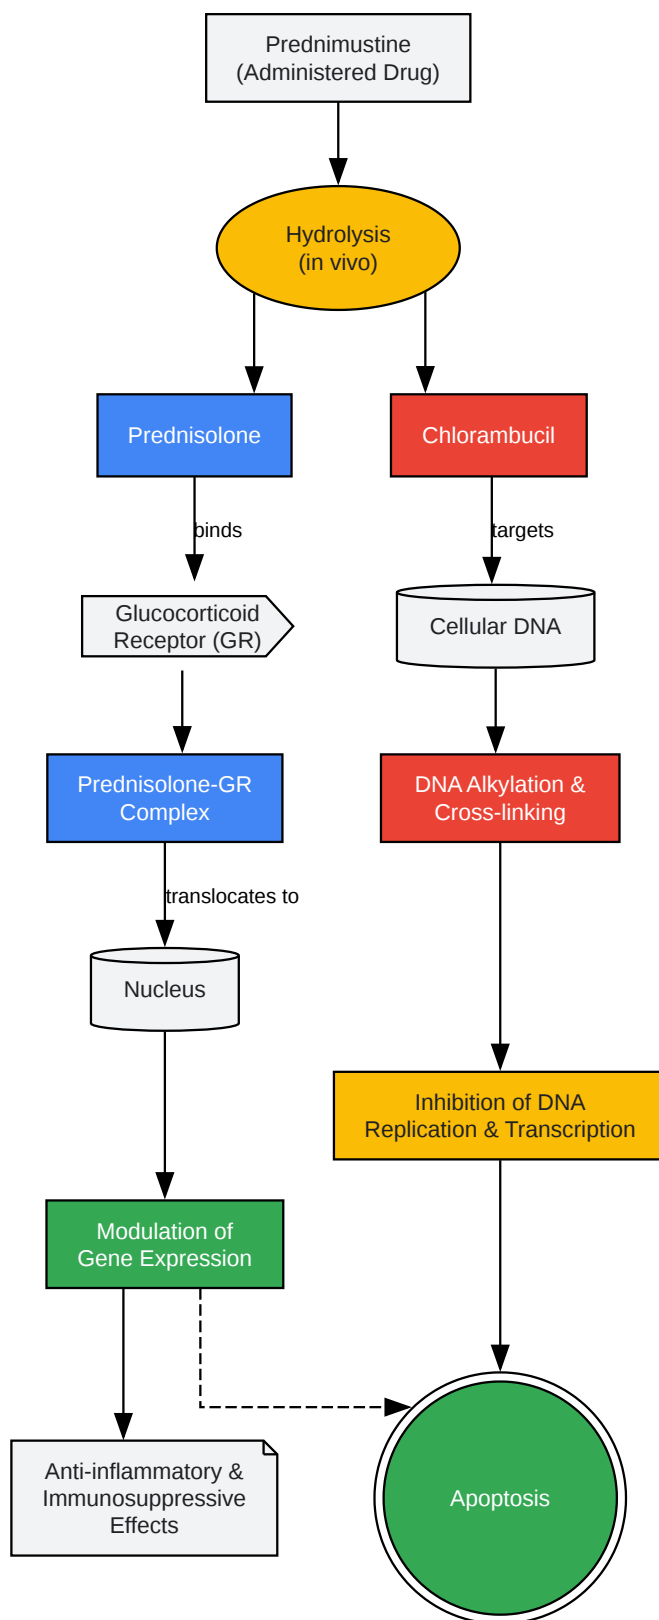 Prednimustine
(Administered Drug)
Hydrolysis
(in vivo)
Prednisolone
Chlorambucil
binds
targets
Glucocorticoid
Receptor (GR)
Cellular DNA
Prednisolone-GR
Complex
DNA Alkylation &
Cross-linking
translocates to
Nucleus
Inhibition of DNA
Replication & Transcription
Modulation of
Gene Expression
Anti-inflammatory &
Immunosuppressive
Effects
Apoptosis